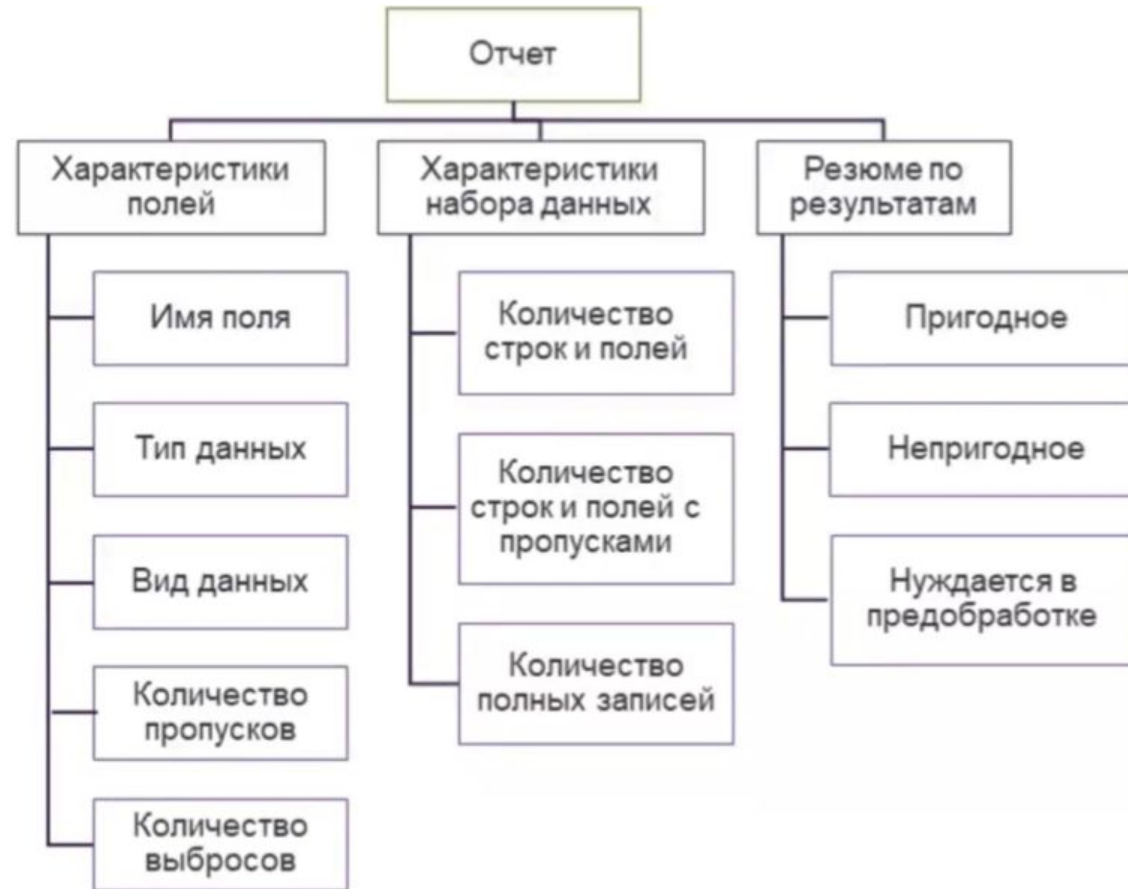 Отчет
Характеристики
полей
Имя поля
Тип данных
Вид данных
Количество
пропусков
Количество
выбросов
Характеристики
набора данных
Количество
строк и полей
Количество
строк и полей с
пропусками
Количество
полных записей
Резюме по
результатам
Пригодное
Непригодное
Нуждается в
предобработке